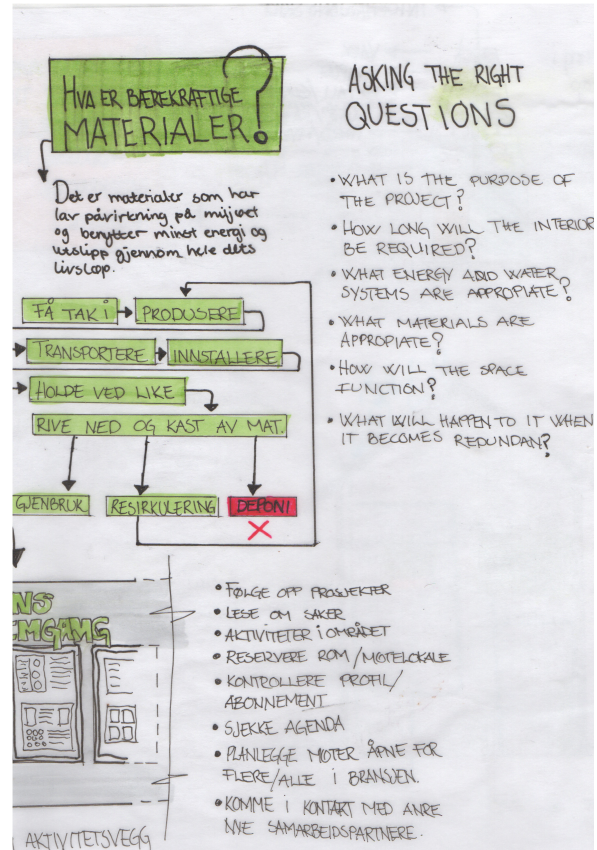 HVA ER BÆREKRAFTIGE
MATERIALER?
Det er materialer som har
lav påvirkning på miljøet
og benytter minst energi og
utslipp gjennom hele dets
livsløp.
FÅ TAK I
PRODUSERE
TRANSPORTERE
INNSTALLERE
HOLDE VED LIKE
RIVE NED OG KAST AV MAT.
GJENBRUK
RESIRKULERING
DEPONI
ASKING THE RIGHT
QUESTIONS
• WHAT IS THE PURPOSE OF
THE PROJECT?
• HOW LONG WILL THE INTERIOR
BE REQUIRED?
• WHAT ENERGY AND WATER
SYSTEMS ARE APPROPIATE?
• WHAT MATERIALS ARE
APPROPIATE?
• HOW WILL THE SPACE
FUNCTION?
• WHAT WILL HAPPEN TO IT WHEN
IT BECOMES REDUNDAN?
NS
EMGANG
AKTIVITETSVEGG
• FØLGE OPP PROSJEKTER
• LESE OM SAKER
• AKTIVITETER I OMRÅDET
• RESERVERE ROM/MØTELOKALE
• KONTROLLERE PROFIL/
ABONNEMENT
• SJEKKE AGENDA
• PLANLEGGE MØTER ÅPNE FOR
FLERE/ALLE I BRANSJEN.
• KOMME I KONTAKT MED ANRE
NYE SAMARBEIDSPARTNERE.